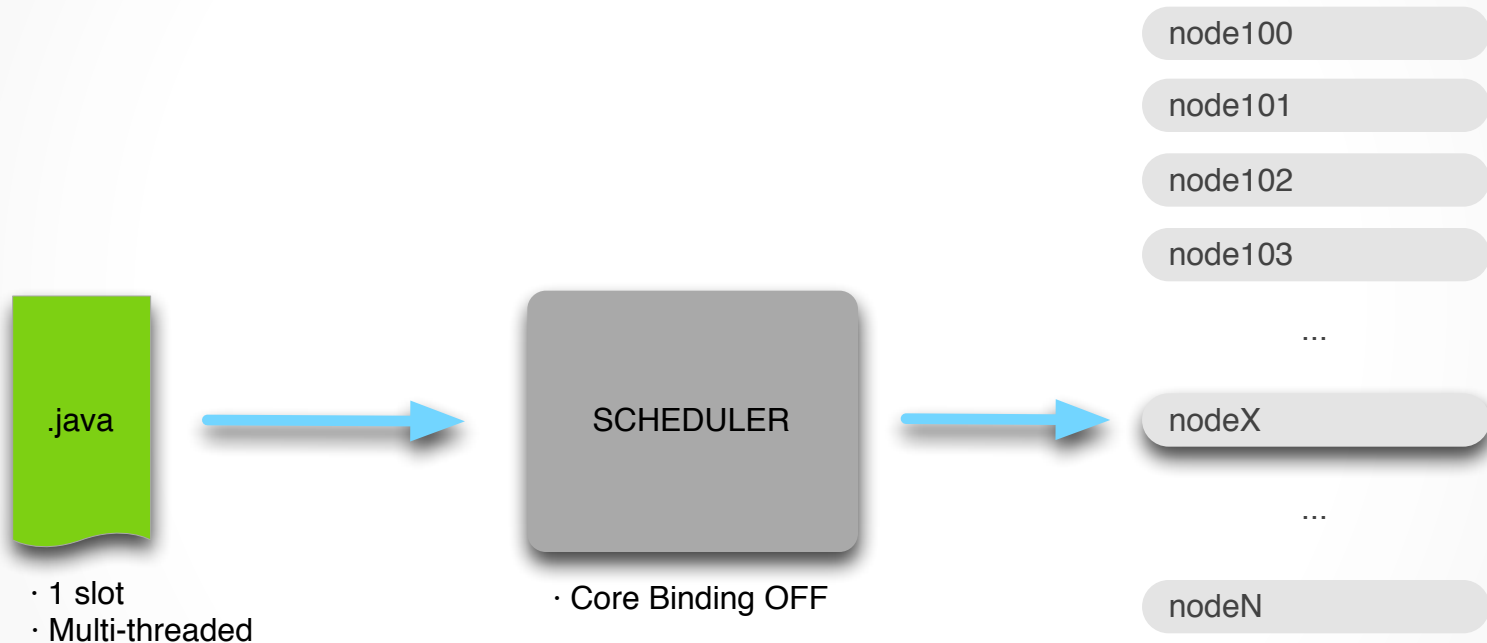 node100
node101
node102
node103
...
.java
SCHEDULER
nodeX
...
· 1 slot
· Multi-threaded
· Core Binding OFF
nodeN